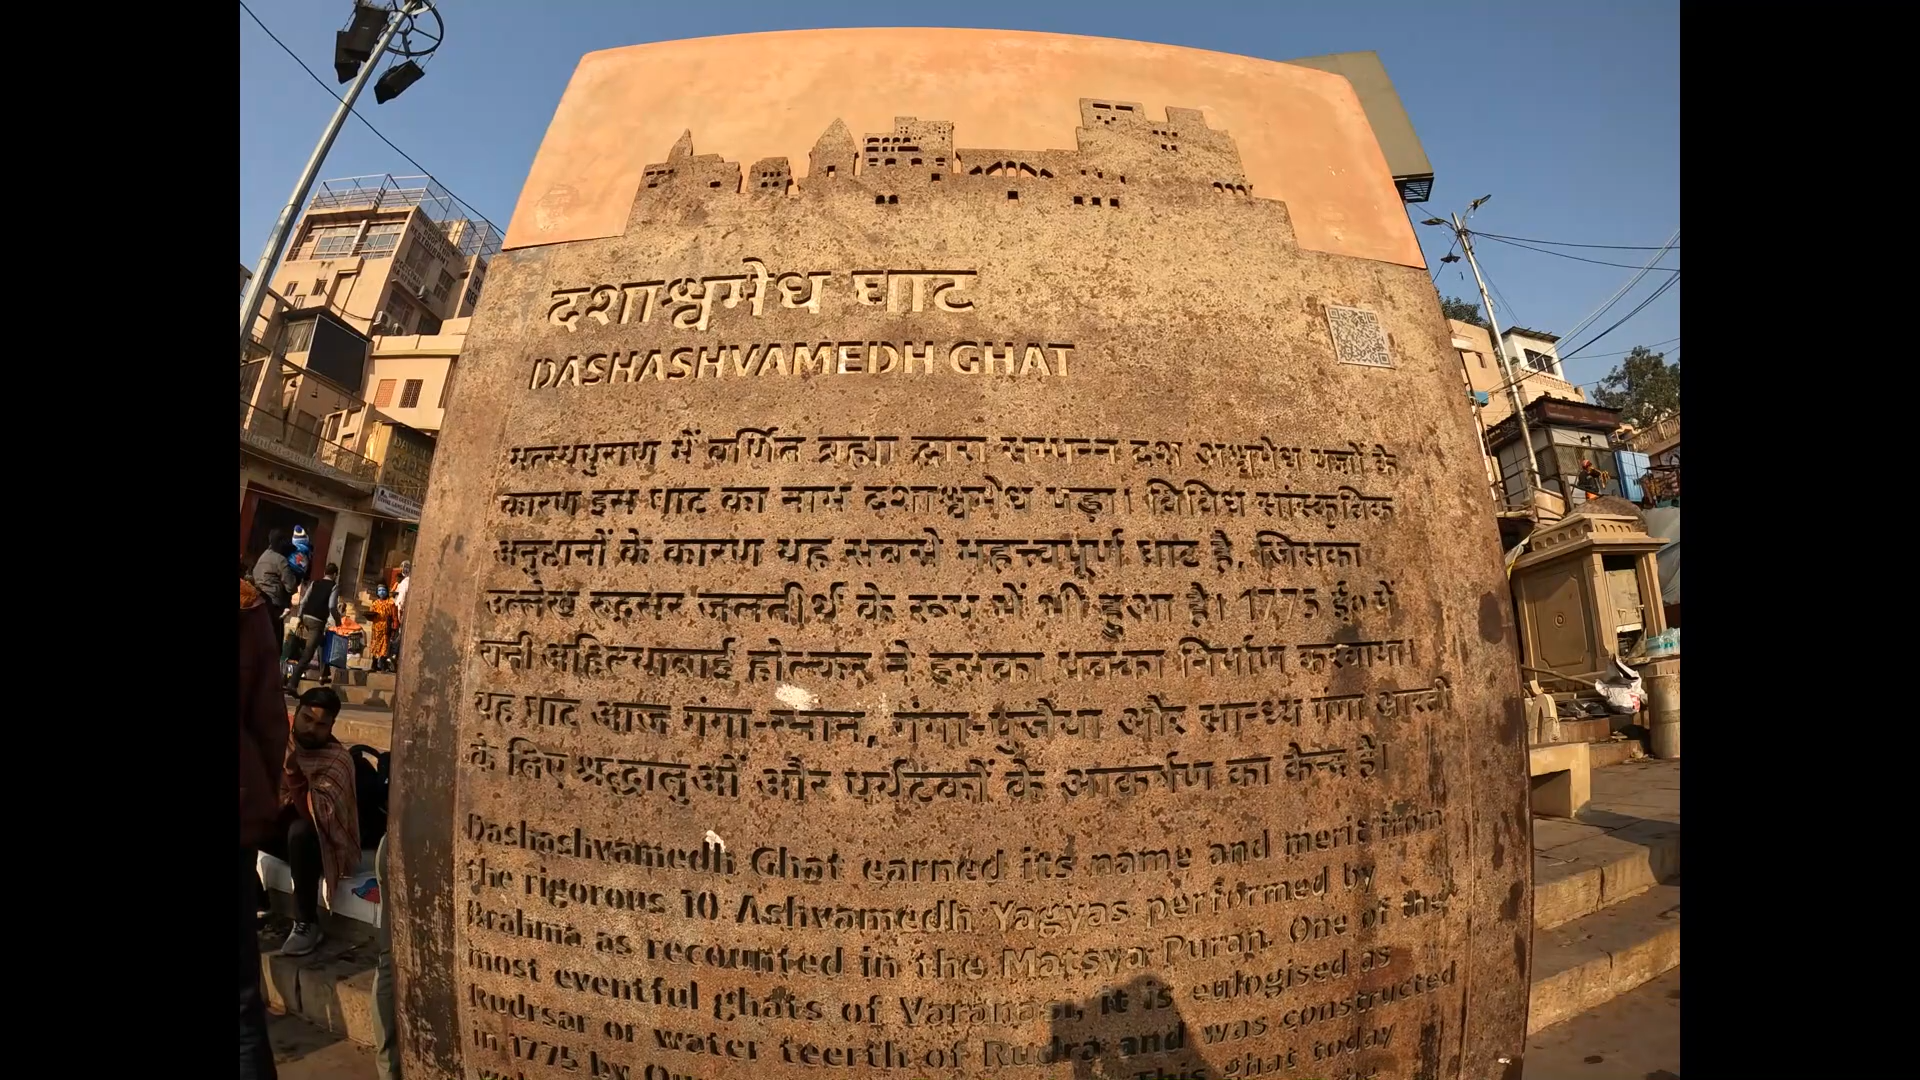 दशाश्वमेध घाट
DASHASHVAMEDH GHAT
मत्स्यपुराण में वर्णित ब्रह्मा द्वारा सम्पन्न दश अश्वमेध यज्ञों के
कारण इस घाट का नाम दशाश्वमेध पड़ा। विविध सांस्कृतिक
अनुष्ठानों के कारण यह सबसे महत्त्वपूर्ण घाट है, जिसका
उल्लेख रुद्रसर जलतीर्थ के रूप में भी हुआ है। 1775 ई० में
रानी अहिल्याबाई होल्कर ने इसका पक्का निर्माण करवाया।
यह घाट आज गंगा-स्नान, गंगा-पुजैया और सान्ध्य गंगा आरती
के लिए श्रद्धालुओं और पर्यटकों के आकर्षण का केन्द्र है।
Dashashvamedh Ghat earned its name and merit from
the rigorous 10 Ashvamedh Yagyas performed by
Brahma as recounted in the Matsya Puran. One of the
most eventful ghats of Varanasi, it is eulogised as
Rudrsar or water teerth of Rudra and was constructed
in 1775 by This ghat today